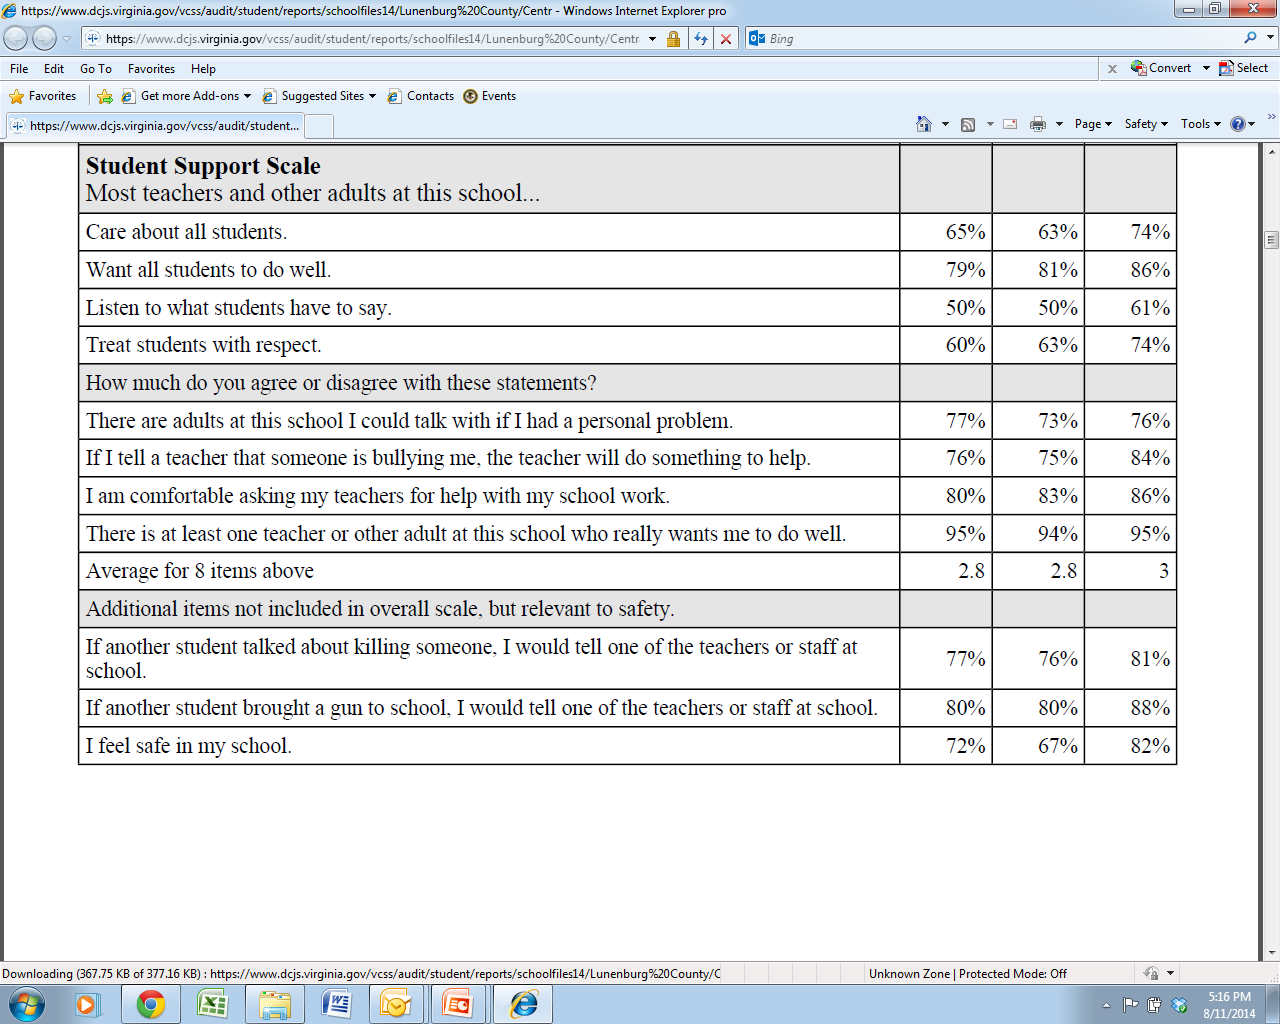 https://www.dcjs.virginia.gov/vcss/audit/student/reports/schoolfiles14/Lunenburg%20County/Centr - Windows Internet Explorer pro
https://www.dcjs.virginia.gov/vcss/audit/student/reports/schoolfiles14/Lunenburg%20County/Centr
Bing
File Edit Go To Favorites Help
x Convert Select
Favorites Get more Add-ons Suggested Sites Contacts Events
https://www.dcjs.virginia.gov/vcss/audit/student...
Page Safety Tools
Student Support Scale
Most teachers and other adults at this school...
Care about all students. 65% 63% 74%
Want all students to do well. 79% 81% 86%
Listen to what students have to say. 50% 50% 61%
Treat students with respect. 60% 63% 74%
How much do you agree or disagree with these statements?
There are adults at this school I could talk with if I had a personal problem. 77% 73% 76%
If I tell a teacher that someone is bullying me, the teacher will do something to help. 76% 75% 84%
I am comfortable asking my teachers for help with my school work. 80% 83% 86%
There is at least one teacher or other adult at this school who really wants me to do well. 95% 94% 95%
Average for 8 items above 2.8 2.8 3
Additional items not included in overall scale, but relevant to safety.
If another student talked about killing someone, I would tell one of the teachers or staff at
school. 77% 76% 81%
If another student brought a gun to school, I would tell one of the teachers or staff at school. 80% 80% 88%
I feel safe in my school. 72% 67% 82%
Downloading (367.75 KB of 377.16 KB) : https://www.dcjs.virginia.gov/vcss/audit/student/reports/schoolfiles14/Lunenburg%20County/C
Unknown Zone | Protected Mode: Off
5:16 PM
8/11/2014